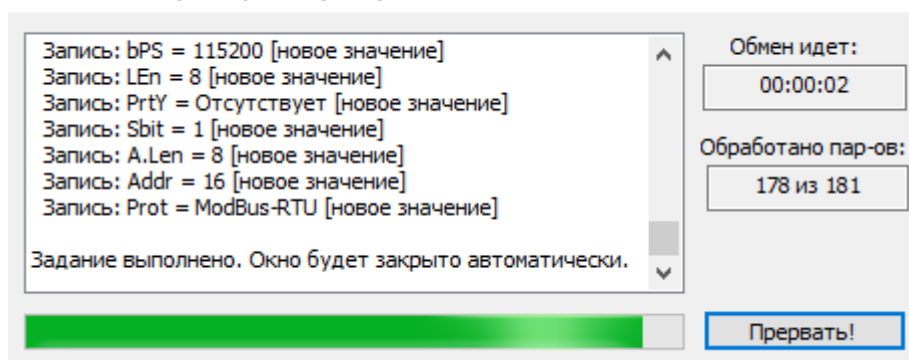 Запись: bPS = 115200 [новое значение]
Запись: LEn = 8 [новое значение]
Запись: PrtY = Отсутствует [новое значение]
Запись: Sbit = 1 [новое значение]
Запись: A.Len = 8 [новое значение]
Запись: Addr = 16 [новое значение]
Запись: Prot = ModBus-RTU [новое значение]
Задание выполнено. Окно будет закрыто автоматически.
Обмен идет:
00:00:02
Обработано пар-ов:
178 из 181
Прервать!